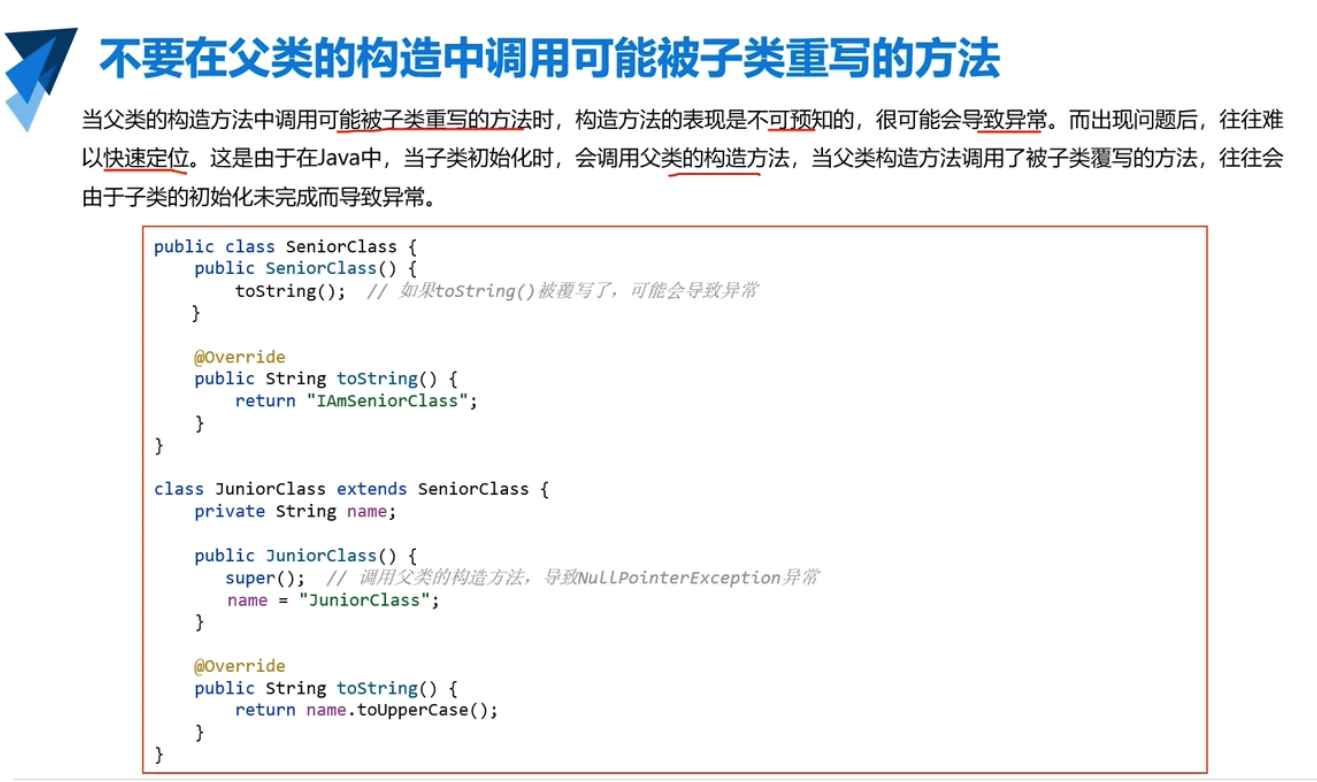 不要在父类的构造中调用可能被子类重写的方法
当父类的构造方法中调用可能被子类重写的方法时，构造方法的表现是不可预知的，很可能会导致异常。而出现问题后，往往难
以快速定位。这是由于在Java中，当子类初始化时，会调用父类的构造方法，当父类构造方法调用了被子类覆写的方法，往往会
由于子类的初始化未完成而导致异常。
public class SeniorClass {
    public SeniorClass() {
        toString();  // 如果toString()被覆写了，可能会导致异常
    }
    @Override
    public String toString() {
        return "IAmSeniorClass";
    }
}
class JuniorClass extends SeniorClass {
    private String name;
    public JuniorClass() {
       super();  // 调用父类的构造方法，导致NullPointerException异常
       name = "JuniorClass";
    }
    @Override
    public String toString() {
        return name.toUpperCase();
    }
}